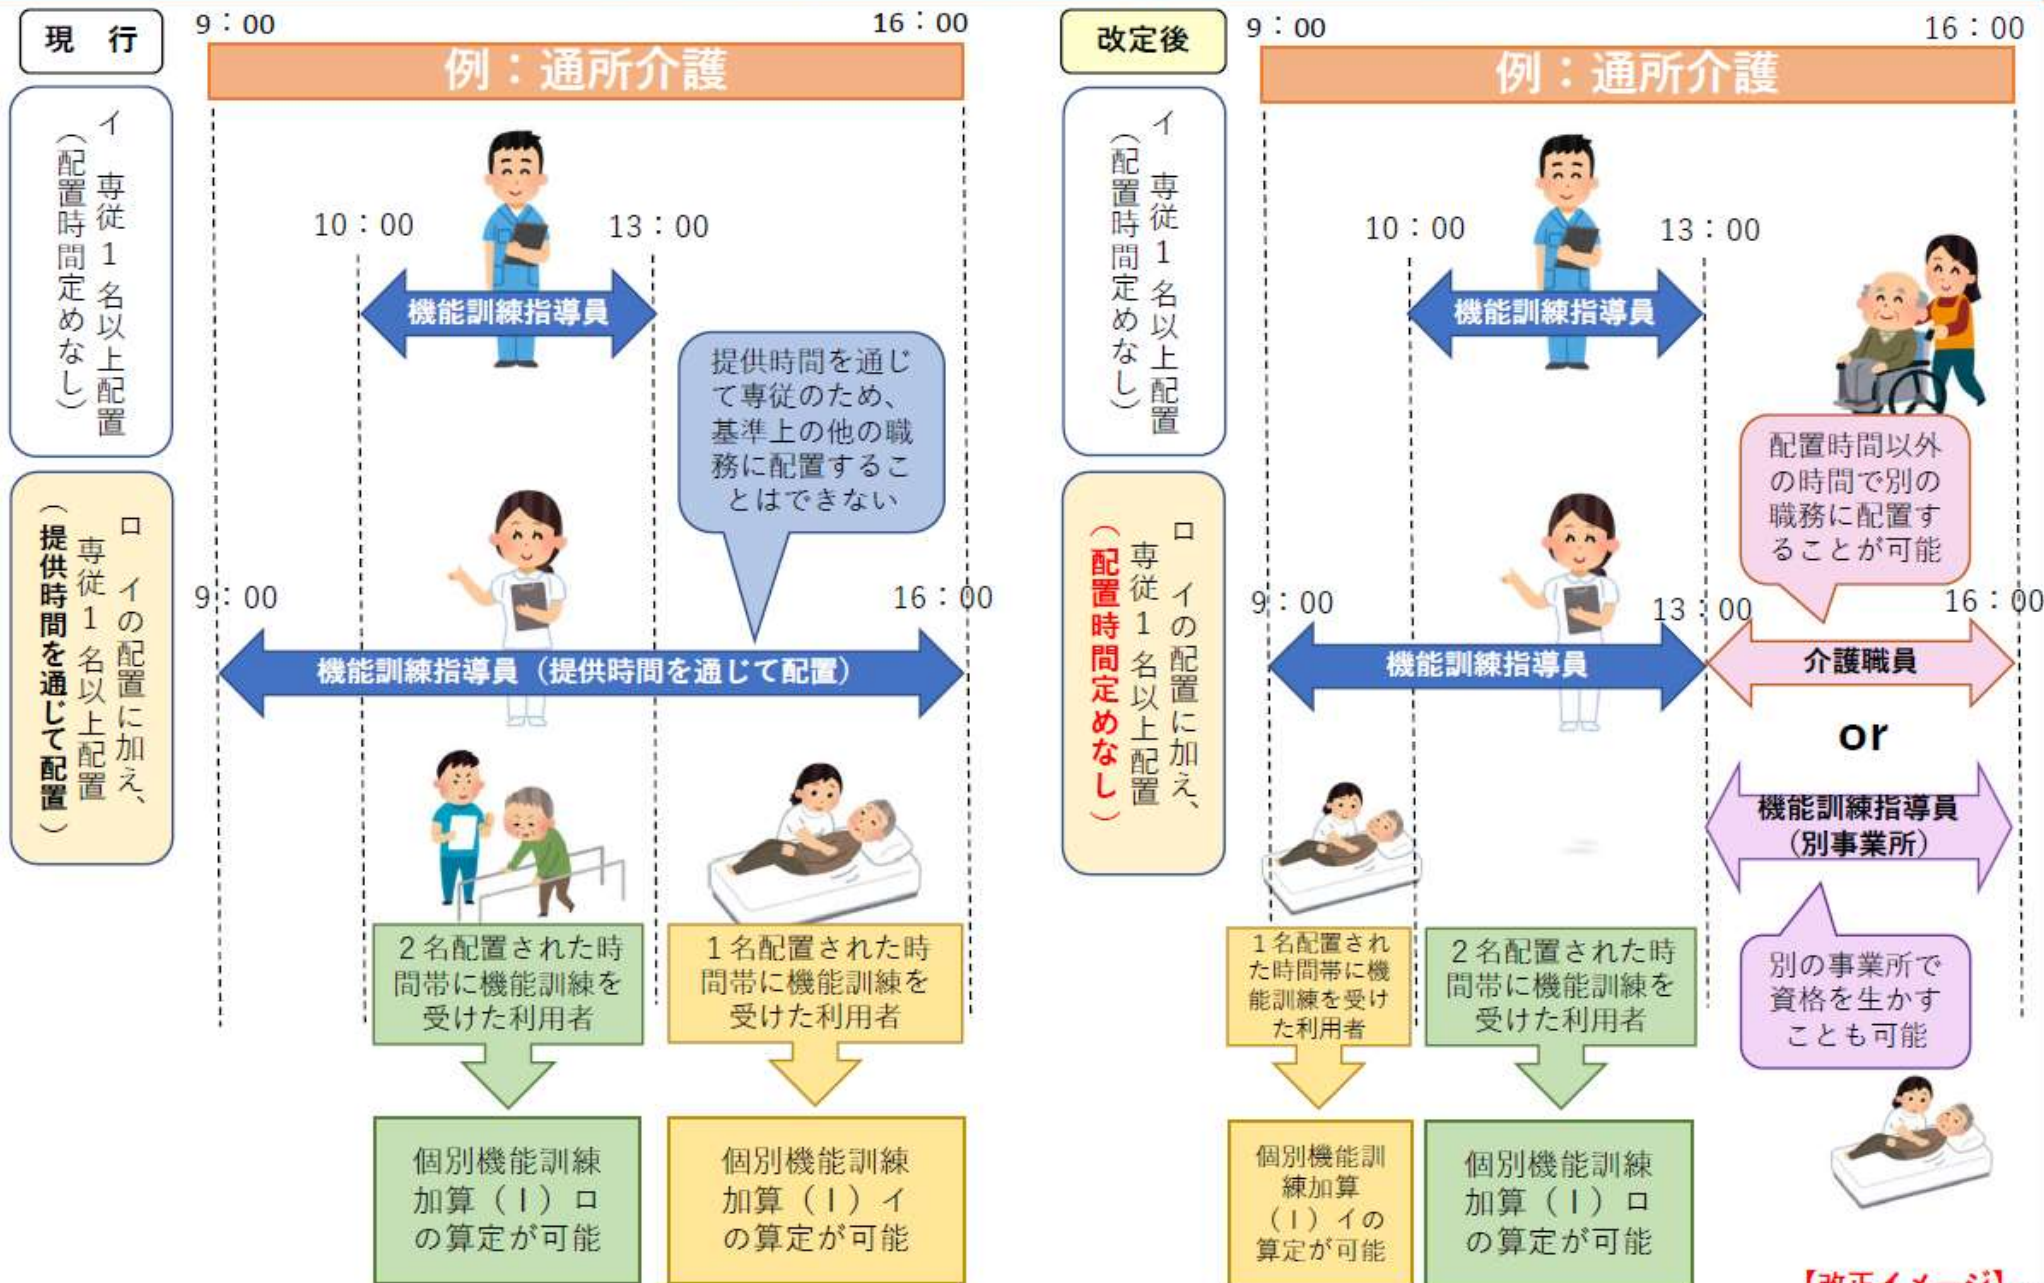 現　行
9：00
16：00
例：通所介護
イ　専従１名以上配置
（配置時間定めなし）
10：00
13：00
機能訓練指導員
提供時間を通じ
て専従のため、
基準上の他の職
務に配置するこ
とはできない
ロ　イの配置に加え、
専従１名以上配置
（提供時間を通じて配置）
9：00
16：00
機能訓練指導員（提供時間を通じて配置）
２名配置された時
間帯に機能訓練を
受けた利用者
１名配置された時
間帯に機能訓練を
受けた利用者
個別機能訓練
加算（Ⅰ）ロ
の算定が可能
個別機能訓練
加算（Ⅰ）イ
の算定が可能
改定後
9：00
16：00
例：通所介護
イ　専従１名以上配置
（配置時間定めなし）
10：00
13：00
機能訓練指導員
配置時間以外
の時間で別の
職務に配置す
ることが可能
ロ　イの配置に加え、
専従１名以上配置
（配置時間定めなし）
9：00
13：00
16：00
機能訓練指導員
介護職員
or
機能訓練指導員
（別事業所）
別の事業所で
資格を生かす
ことも可能
１名配置され
た時間帯に機
能訓練を受け
た利用者
２名配置された時
間帯に機能訓練を
受けた利用者
個別機能訓
練加算
（Ⅰ）イの
算定が可能
個別機能訓練
加算（Ⅰ）ロ
の算定が可能
【改正イメージ】